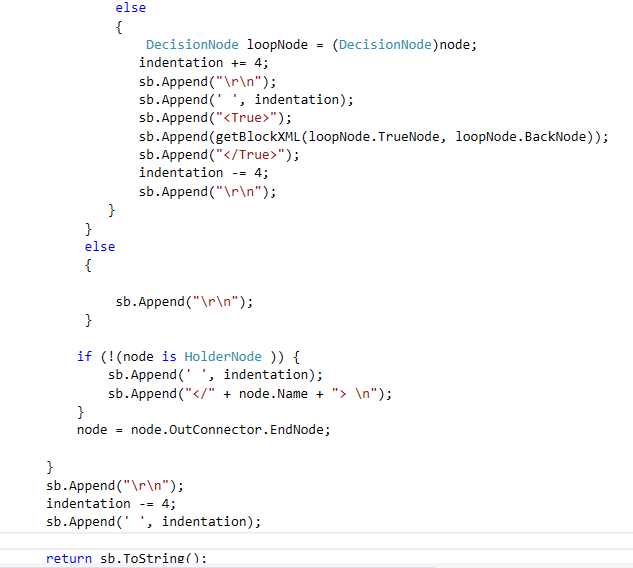 else
{
DecisionNode loopNode = (DecisionNode)node;
indentation += 4;
sb.Append("\r\n");
sb.Append(' ', indentation);
sb.Append("<True>");
sb.Append(getBlockXML(loopNode.TrueNode, loopNode.BackNode));
sb.Append("</True>");
indentation -= 4;
sb.Append("\r\n");
}
}
else
{
sb.Append("\r\n");
}
if (!(node is HolderNode )) {
sb.Append(' ', indentation);
sb.Append("</" + node.Name + "> \n");
}
node = node.OutConnector.EndNode;
}
sb.Append("\r\n");
indentation -= 4;
sb.Append(' ', indentation);
return sb.ToString();